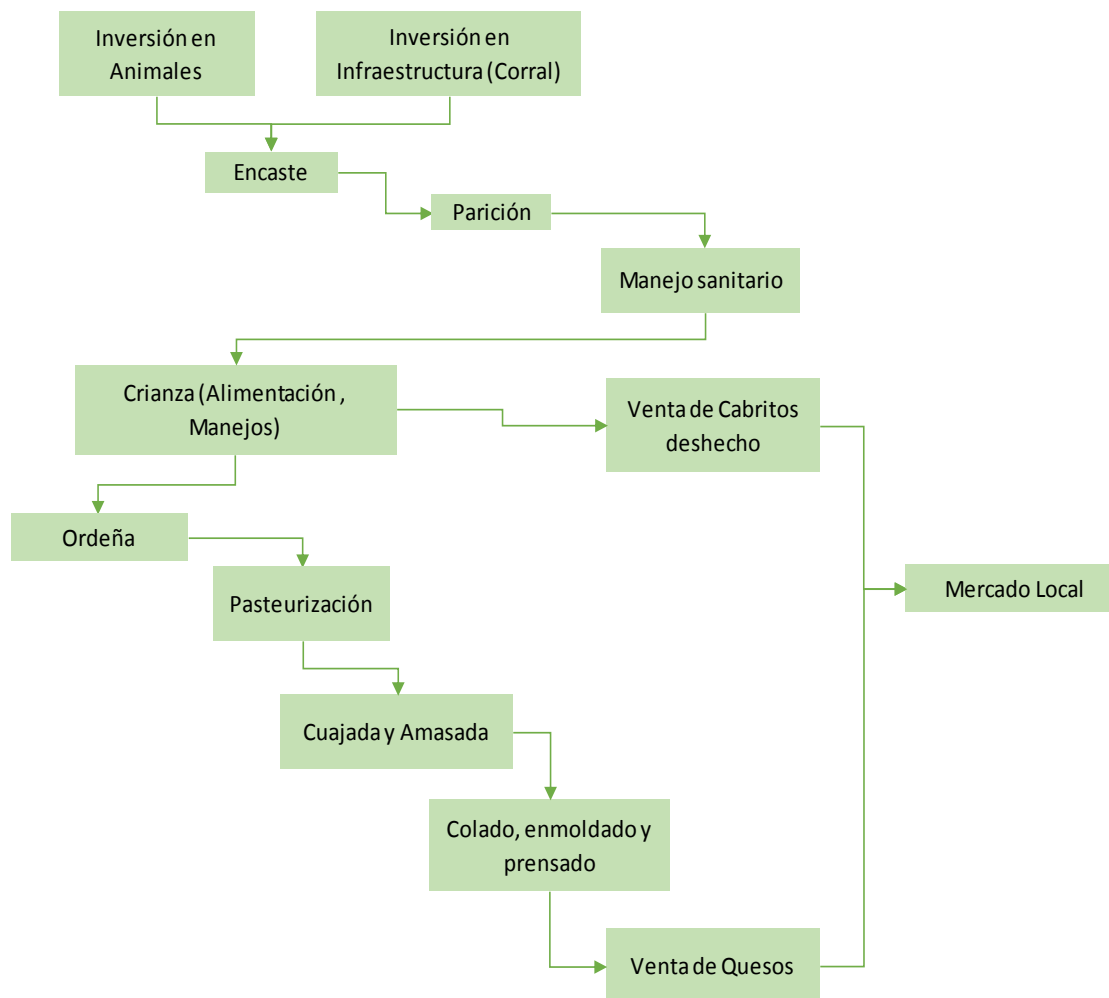 Inversión en
Animales
Inversión en
Infraestructura (Corral)
Encaste
Parición
Manejo sanitario
Crianza (Alimentación ,
Manejos)
Venta de Cabritos
deshecho
Ordeña
Pasteurización
Mercado Local
Cuajada y Amasada
Colado, enmoldado y
prensado
Venta de Quesos